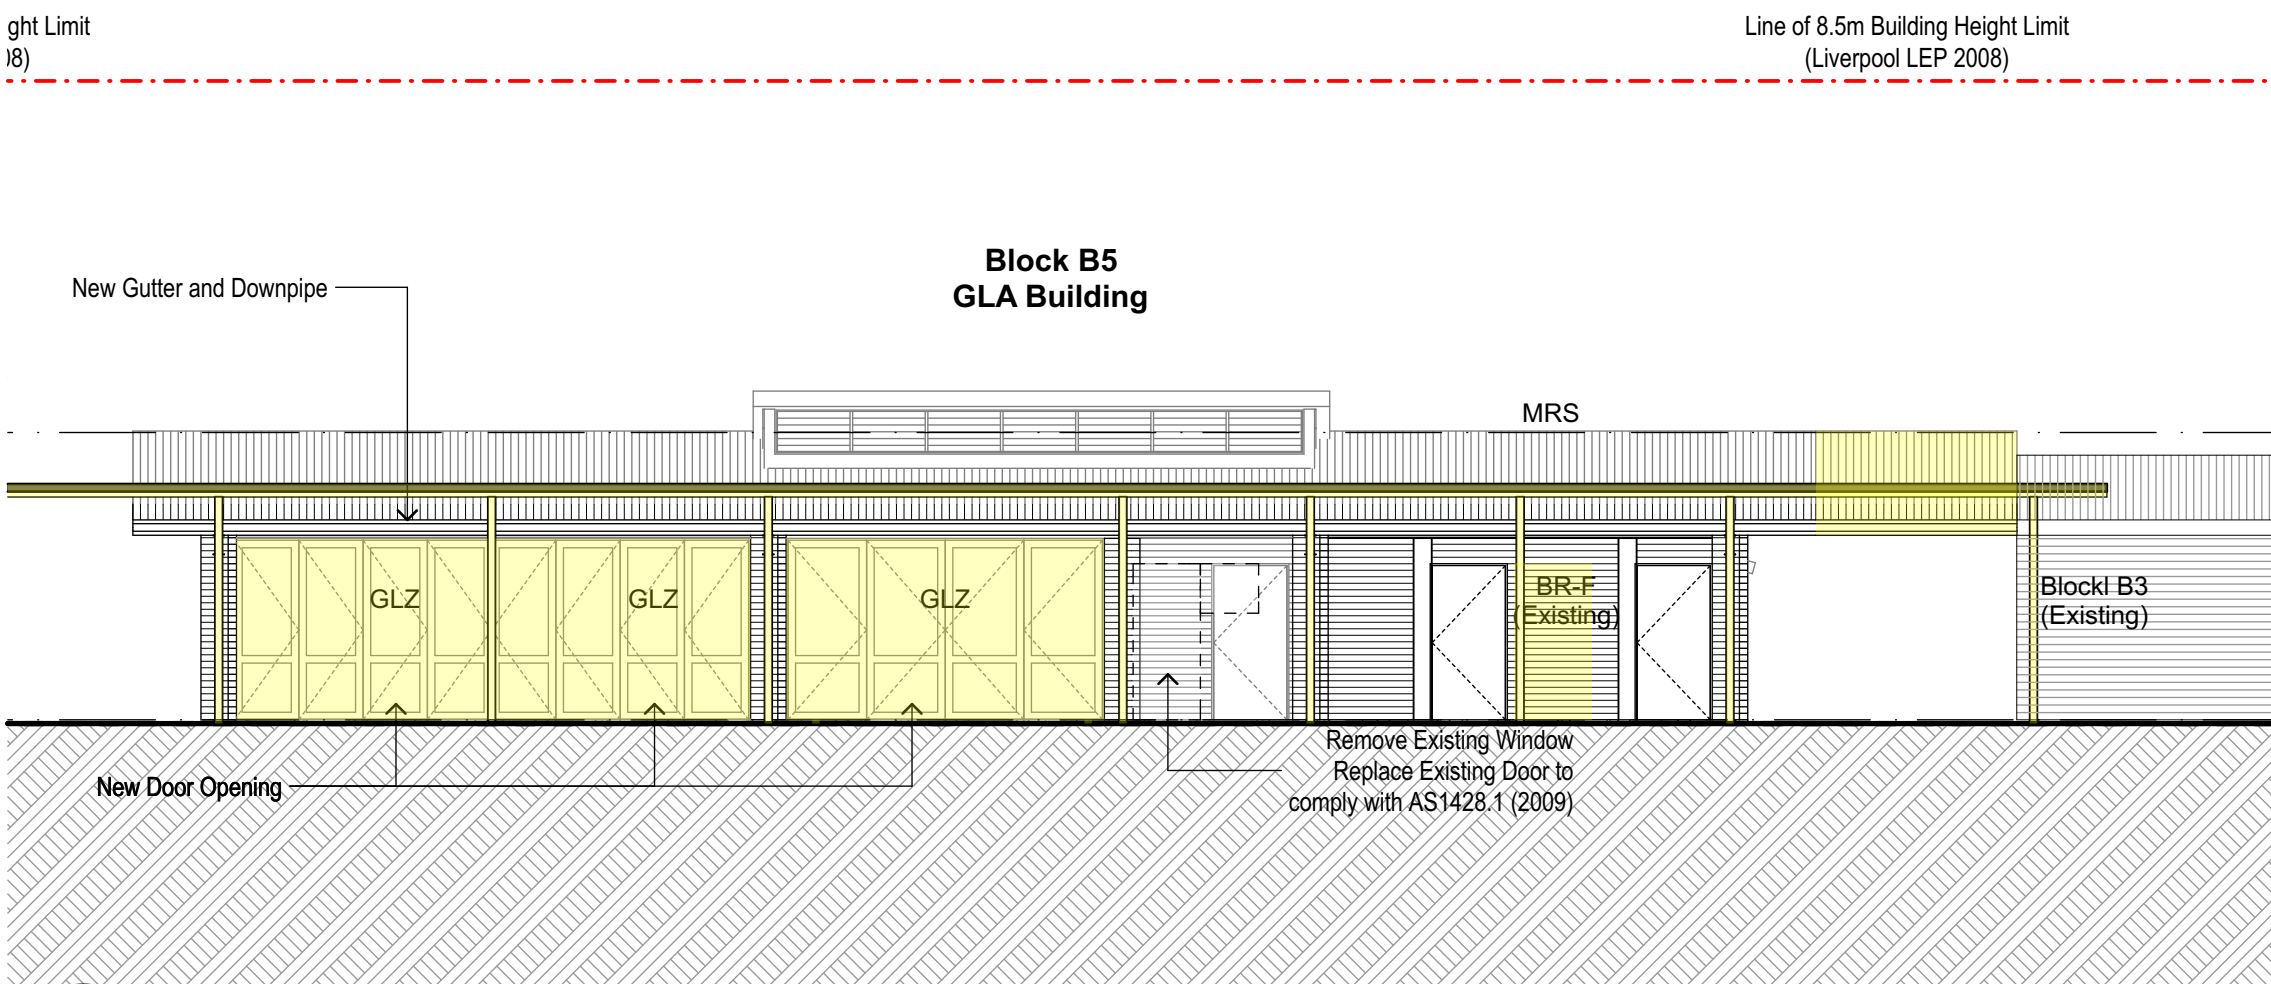 ght Limit
08)
Line of 8.5m Building Height Limit
(Liverpool LEP 2008)
Block B5
GLA Building
New Gutter and Downpipe
MRS
GLZ
GLZ
GLZ
BR-F
(Existing)
Blockl B3
(Existing)
Remove Existing Window
Replace Existing Door to
comply with AS1428.1 (2009)
New Door Opening